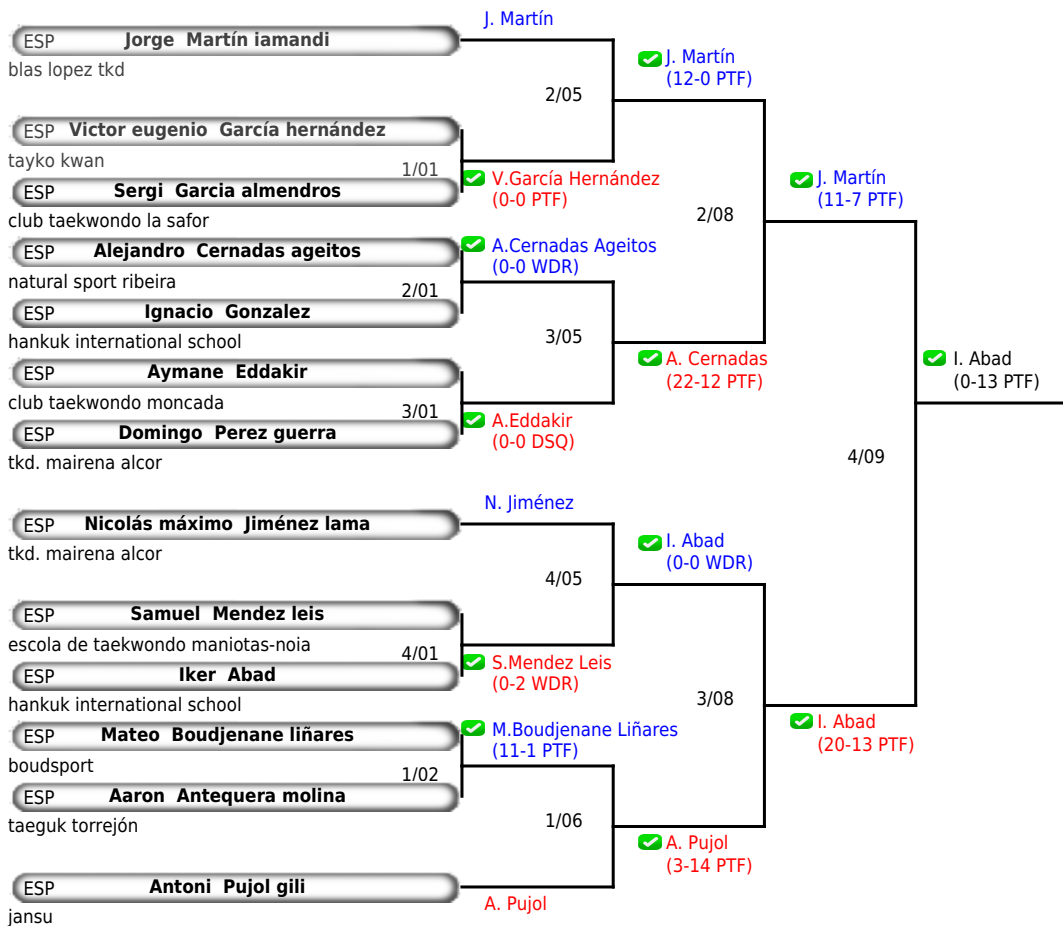 J. Martín
ESP Jorge Martín iamandi
blas lopez tkd
J. Martín
(12-0 PTF)
2/05
ESP Victor eugenio García hernández
tayko kwan
1/01
V.García Hernández
(0-0 PTF)
ESP Sergi Garcia almendros
club taekwondo la safor
J. Martín
(11-7 PTF)
2/08
ESP Alejandro Cernadas ageitos
A.Cernadas Ageitos
(0-0 WDR)
natural sport ribeira
2/01
ESP Ignacio Gonzalez
hankuk international school
3/05
A. Cernadas
(22-12 PTF)
I. Abad
(0-13 PTF)
ESP Aymane Eddakir
club taekwondo moncada
3/01
A.Eddakir
(0-0 DSQ)
ESP Domingo Perez guerra
tkd. mairena alcor
4/09
N. Jiménez
ESP Nicolás máximo Jiménez lama
tkd. mairena alcor
I. Abad
(0-0 WDR)
4/05
ESP Samuel Mendez leis
escola de taekwondo maniotas-noia
4/01
S.Mendez Leis
(0-2 WDR)
ESP Iker Abad
hankuk international school
3/08
ESP Mateo Boudjenane liñares
M.Boudjenane Liñares
(11-1 PTF)
I. Abad
(20-13 PTF)
boudsport
1/02
ESP Aaron Antequera molina
taeguk torrejón
1/06
A. Pujol
(3-14 PTF)
ESP Antoni Pujol gili
A. Pujol
jansu